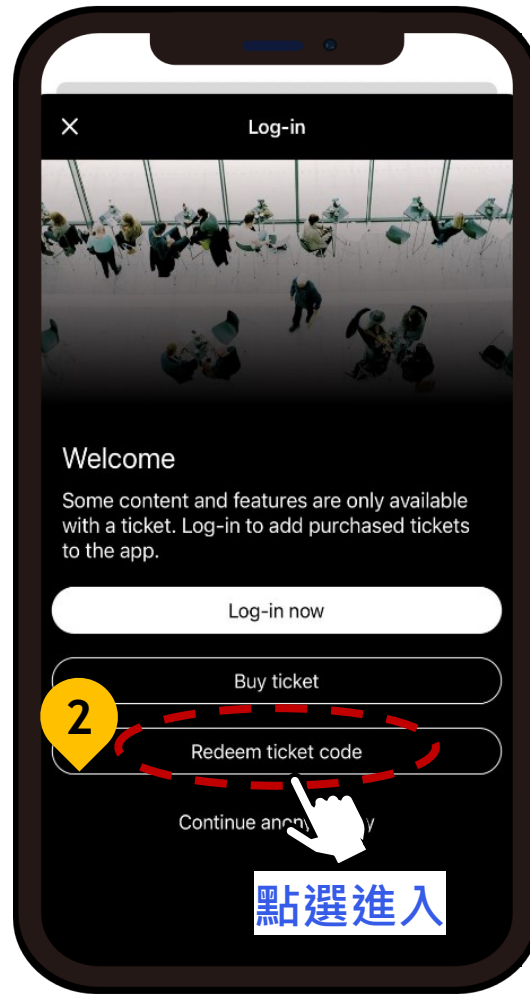 Log-in
Welcome
Some content and features are only available
with a ticket. Log-in to add purchased tickets
to the app.
Log-in now
Buy ticket
2
Redeem ticket code
Continue
點選進入